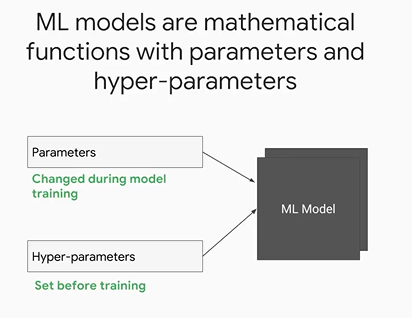 ML models are mathematical
functions with parameters and
hyper-parameters
Parameters
Changed during model
training
ML Model
Hyper-parameters
Set before training